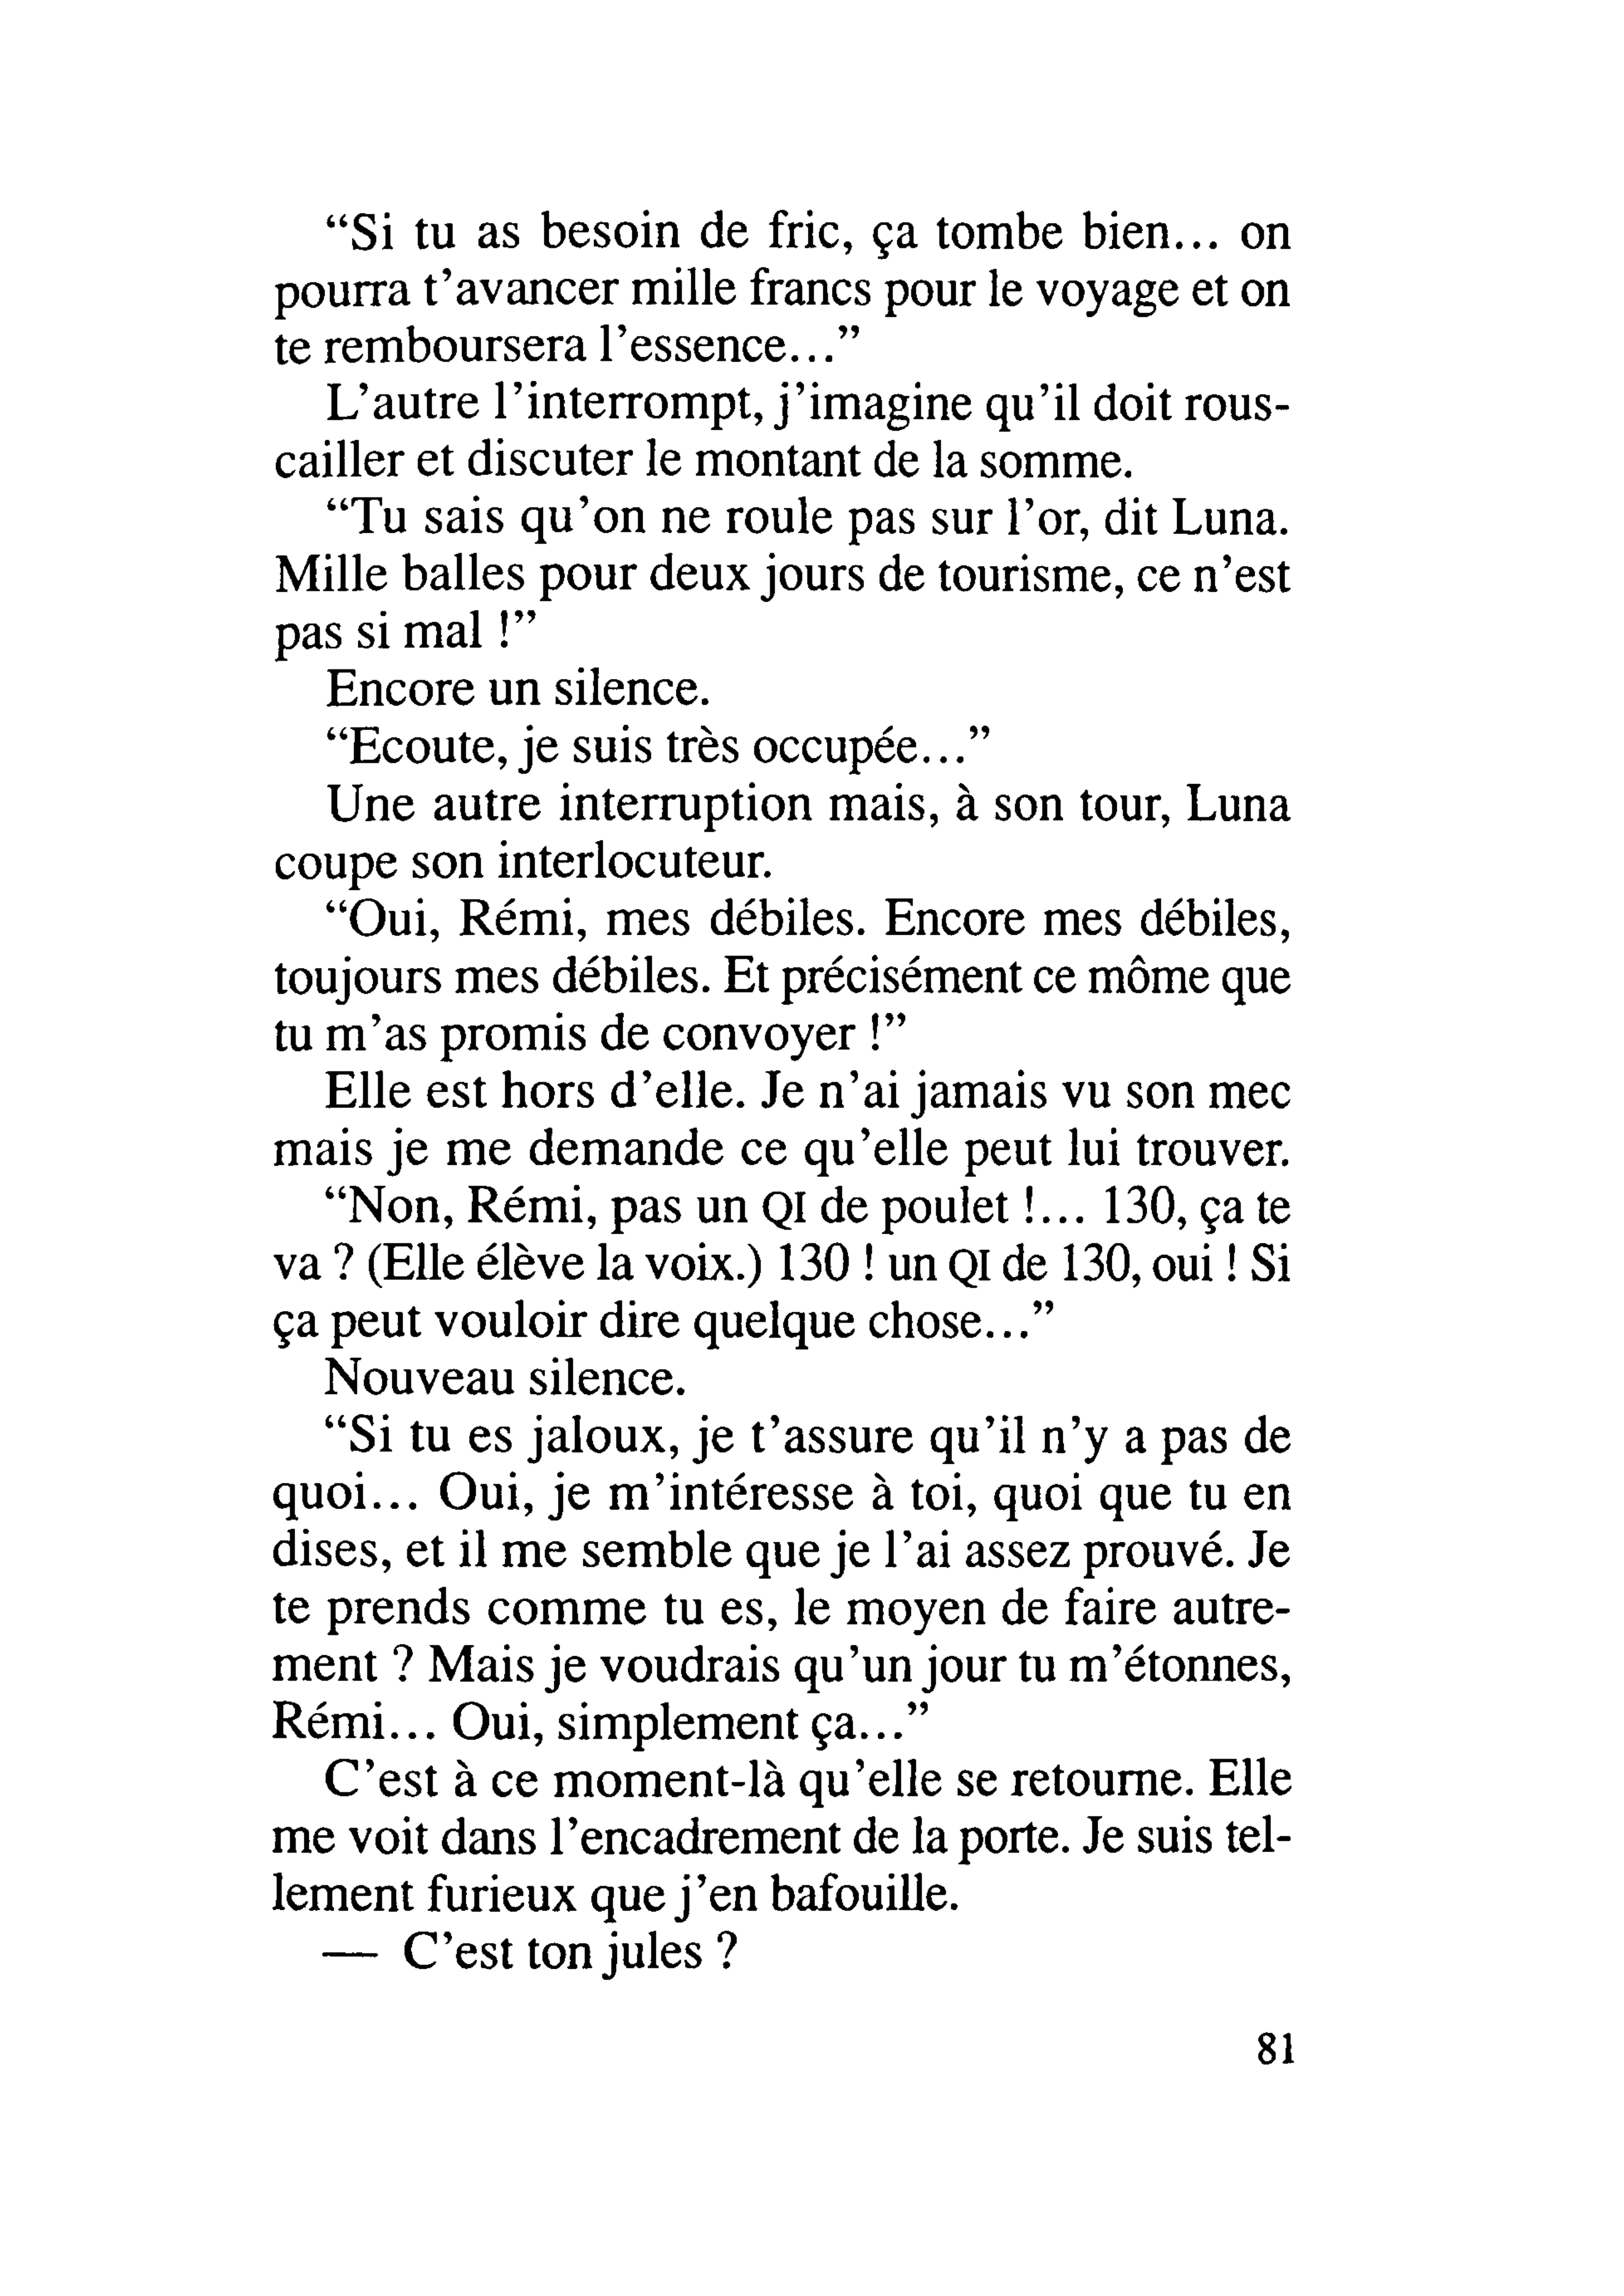 “Si tu as besoin de fric, ça tombe bien... on
pourra t’avancer mille francs pour le voyage et on
te remboursera l’essence...”
L’autre l’interrompt, j’imagine qu’il doit rous-
cailler et discuter le montant de la somme.
“Tu sais qu’on ne roule pas sur l’or, dit Luna.
Mille balles pour deux jours de tourisme, ce n’est
pas si mal !”
Encore un silence.
“Ecoute, je suis très occupée...”
Une autre interruption mais, à son tour, Luna
coupe son interlocuteur.
“Oui, Rémi, mes débiles. Encore mes débiles,
toujours mes débiles. Et précisément ce môme que
tu m’as promis de convoyer !”
Elle est hors d’elle. Je n’ai jamais vu son mec
mais je me demande ce qu’elle peut lui trouver.
“Non, Rémi, pas un QI de poulet !... 130, ça te
va ? (Elle élève la voix.) 130 ! un QI de 130, oui ! Si
ça peut vouloir dire quelque chose...”
Nouveau silence.
“Si tu es jaloux, je t’assure qu’il n’y a pas de
quoi... Oui, je m’intéresse à toi, quoi que tu en
dises, et il me semble que je l’ai assez prouvé. Je
te prends comme tu es, le moyen de faire autre-
ment ? Mais je voudrais qu’un jour tu m’étonnes,
Rémi... Oui, simplement ça...”
C’est à ce moment-là qu’elle se retourne. Elle
me voit dans l’encadrement de la porte. Je suis tel-
lement furieux que j’en bafouille.
— C’est ton jules ?
81